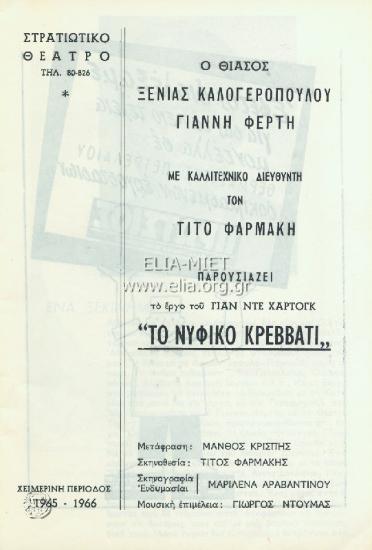 ΣΤΡΑΤΙΩΤΙΚΟ
ΘΕΑΤΡΟ
ΤΗΛ. 80-826
*
Ο ΘΙΑΣΟΣ
ΞΕΝΙΑΣ ΚΑΛΟΓΕΡΟΠΟΥΛΟΥ
ΓΙΑΝΝΗ ΦΕΡΤΗ
ΜΕ ΚΑΛΛΙΤΕΧΝΙΚΟ ΔΙΕΥΘΥΝΤΗ
ΤΟΝ
ΤΙΤΟ ΦΑΡΜΑΚΗ
ELIA-MIET
ΠΑΡΟΥΣΙΑΖΕΙ
www.elia.org.gr
τὸ ἔργο τοῦ ΓΙΑΝ ΝΤΕ ΧΑΡΤΟΓΚ
"ΤΟ ΝΥΦΙΚΟ ΚΡΕΒΒΑΤΙ„
Μετάφραση: ΜΑΝΘΟΣ ΚΡΙΣΠΗΣ
Σκηνοθεσία: ΤΙΤΟΣ ΦΑΡΜΑΚΗΣ
Σκηνογραφία
Ἐνδυμασίαι
ΜΑΡΙΛΕΝΑ ΑΡΑΒΑΝΤΙΝΟΥ
Μουσική ἐπιμέλεια: ΓΙΩΡΓΟΣ ΝΤΟΥΜΑΣ
ΧΕΙΜΕΡΙΝΗ ΠΕΡΙΟΔΟΣ
1965 - 1966